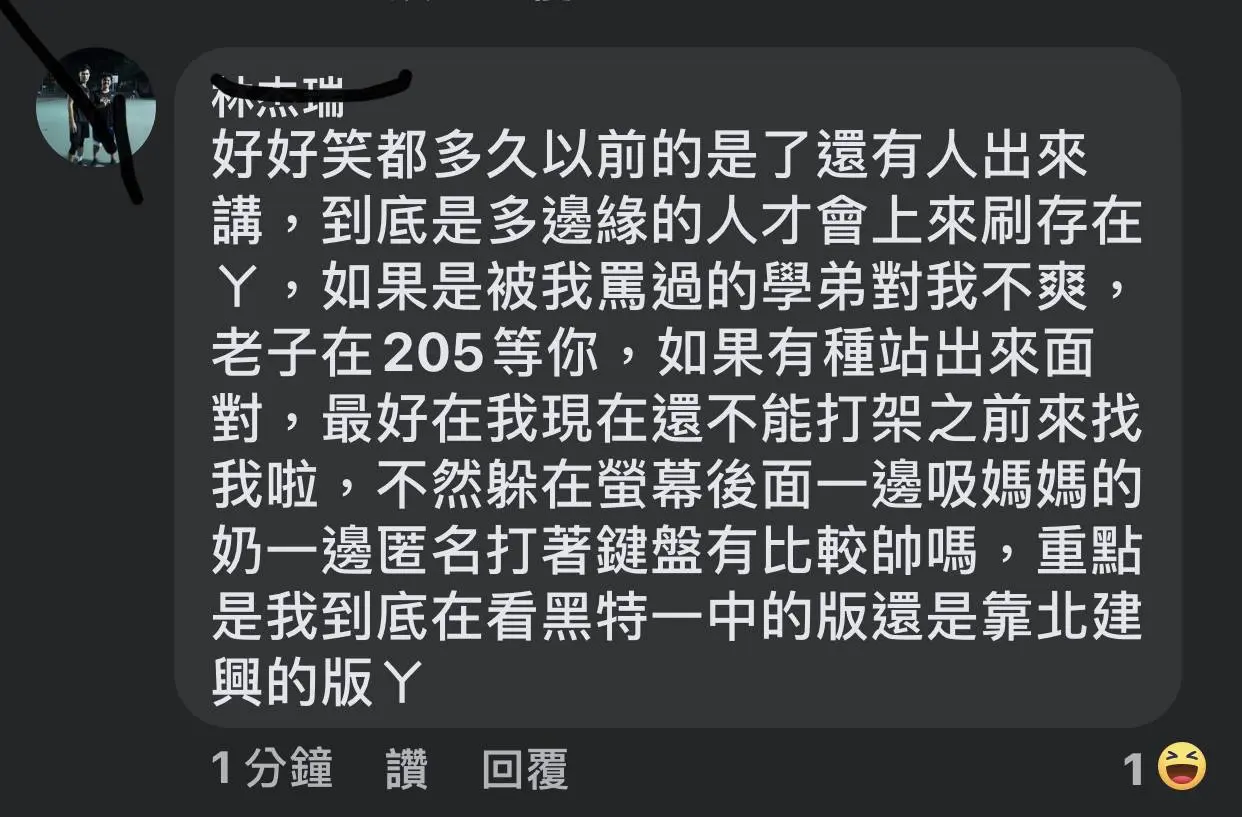 好好笑都多久以前的是了還有人出來
講，到底是多邊緣的人才會上來刷存在
ㄚ，如果是被我罵過的學弟對我不爽，
老子在205等你，如果有種站出來面
對，最好在我現在還不能打架之前來找
我啦，不然躲在螢幕後面一邊吸媽媽的
奶一邊匿名打著鍵盤有比較帥嗎，重點
是我到底在看黑特一中的版還是靠北建
興的版ㄚ
1分鐘 讚 回覆 1